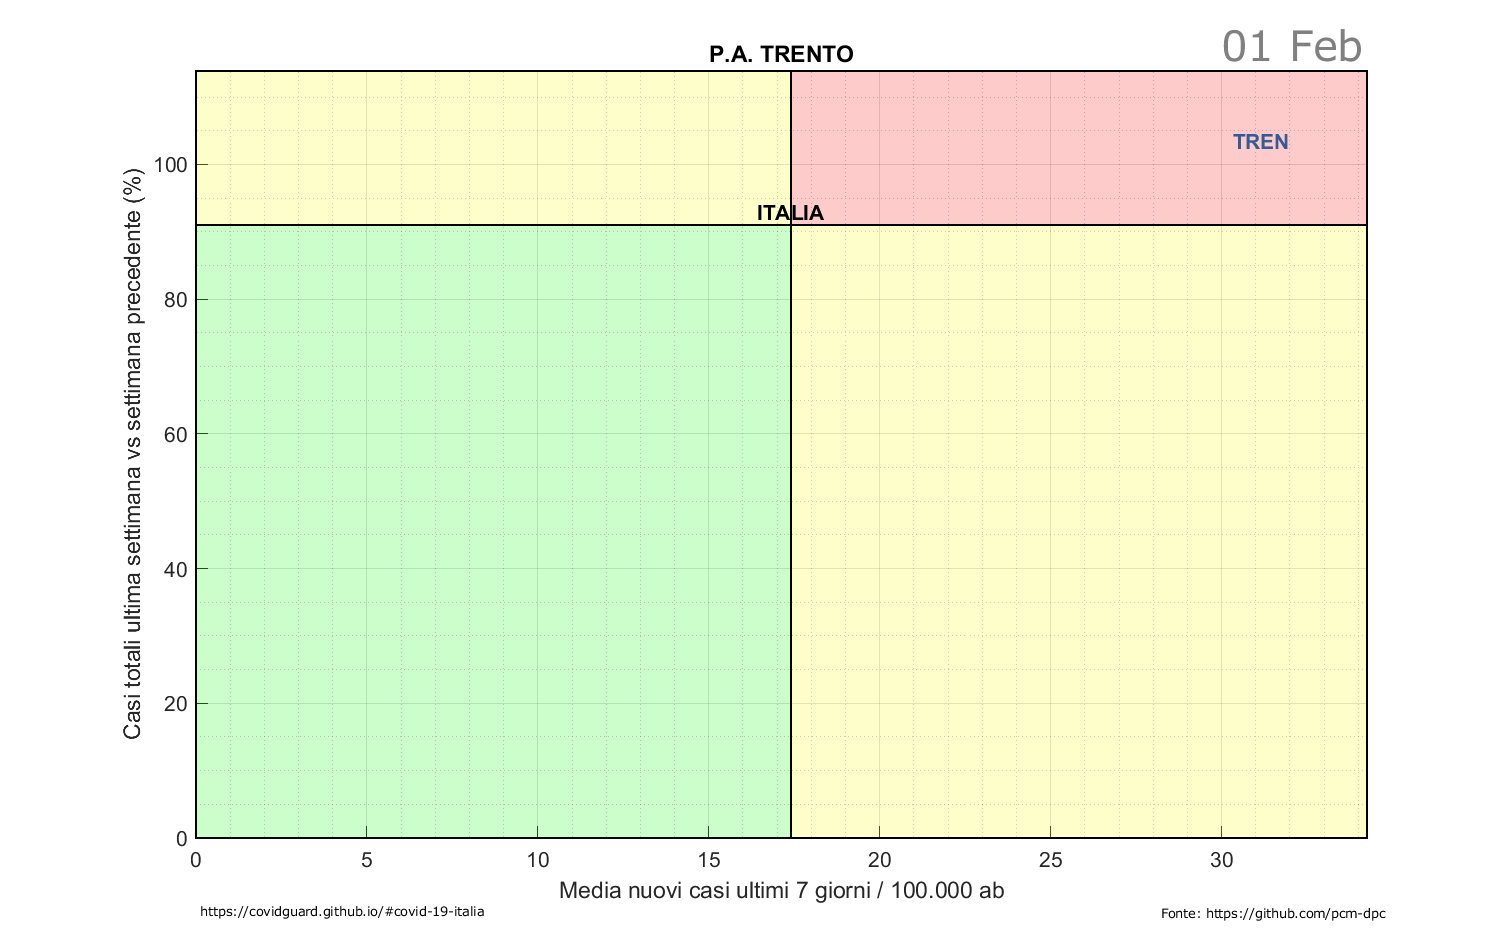 P.A. TRENTO
01 Feb
TREN
ITALIA
Casi totali ultima settimana vs settimana precedente (%)
100
80
60
40
20
0
0 5 10 15 20 25 30
Media nuovi casi ultimi 7 giorni / 100.000 ab
https://covidguard.github.io/#covid-19-italia
Fonte: https://github.com/pcm-dpc